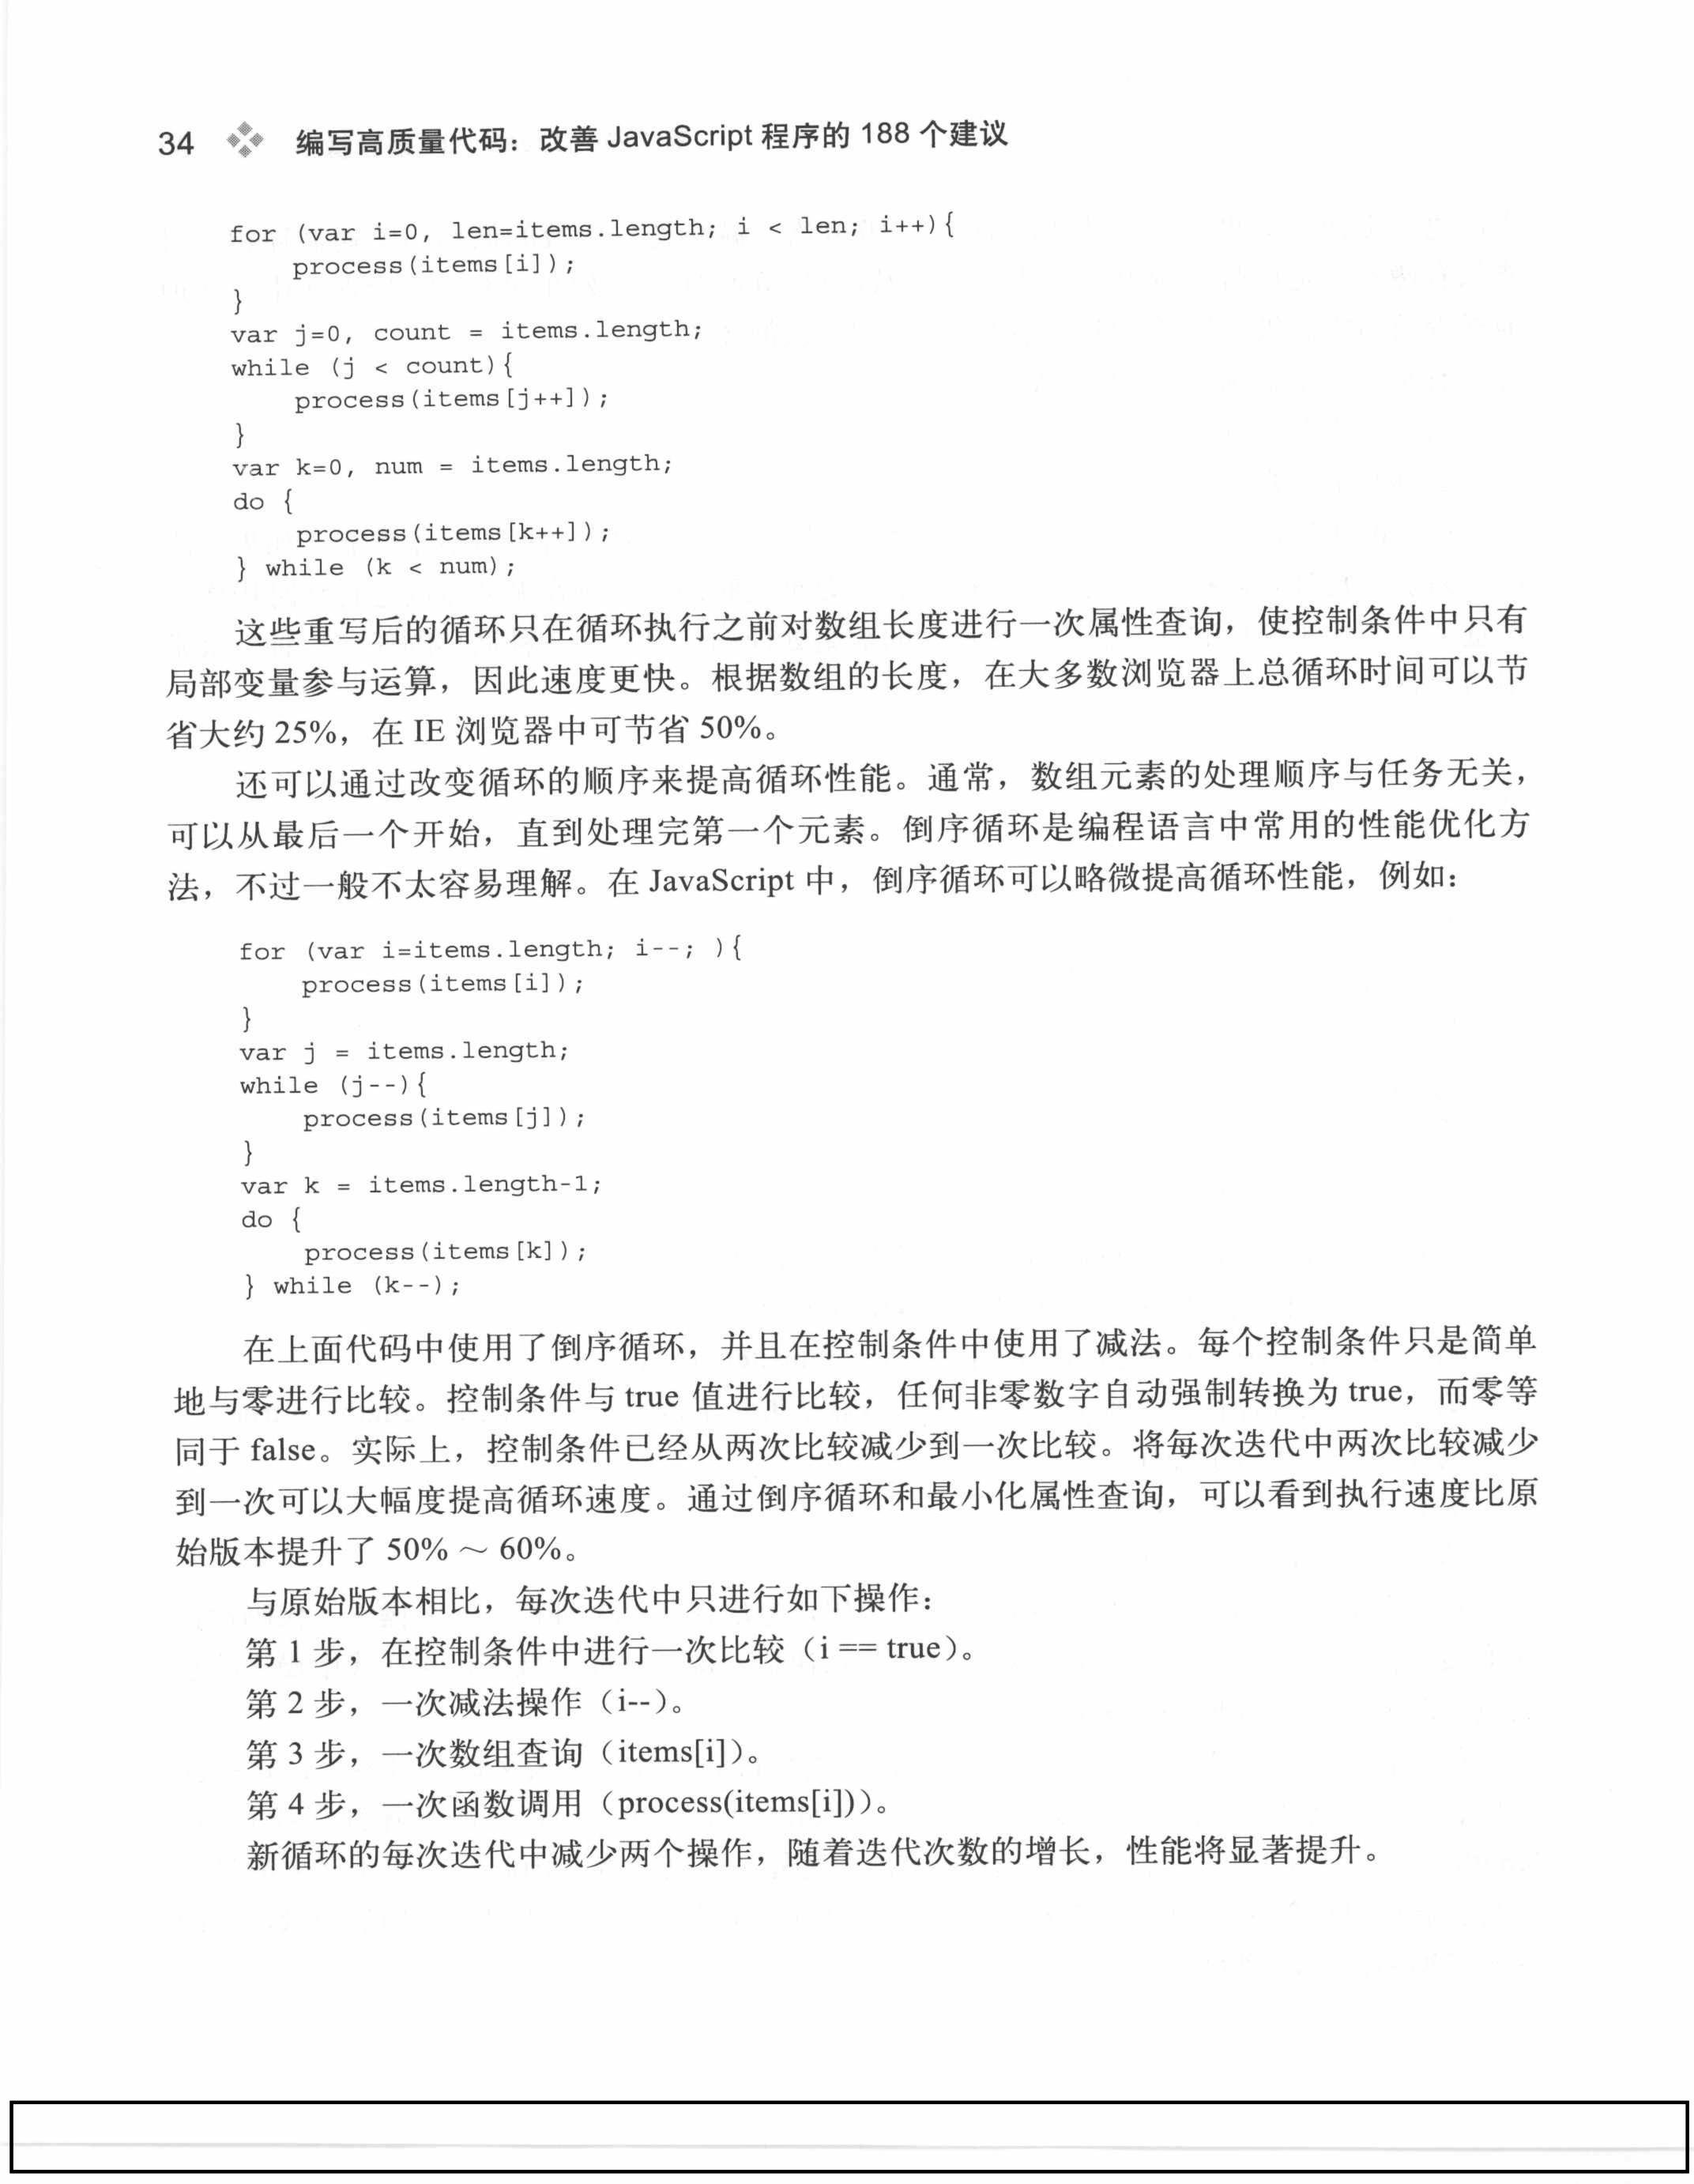 34 编写高质量代码：改善 JavaScript 程序的 188 个建议
for (var i=0, len=items.length; i < len; i++){
    process(items[i]);
}
var j=0, count = items.length;
while (j < count){
    process(items[j++]);
}
var k=0, num = items.length;
do {
    process(items[k++]);
} while (k < num);
这些重写后的循环只在循环执行之前对数组长度进行一次属性查询，使控制条件中只有
局部变量参与运算，因此速度更快。根据数组的长度，在大多数浏览器上总循环时间可以节
省大约 25%，在 IE 浏览器中可节省 50%。
还可以通过改变循环的顺序来提高循环性能。通常，数组元素的处理顺序与任务无关，
可以从最后一个开始，直到处理完第一个元素。倒序循环是编程语言中常用的性能优化方
法，不过一般不太容易理解。在 JavaScript 中，倒序循环可以略微提高循环性能，例如：
for (var i=items.length; i--; ){
    process(items[i]);
}
var j = items.length;
while (j--){
    process(items[j]);
}
var k = items.length-1;
do {
    process(items[k]);
} while (k--);
在上面代码中使用了倒序循环，并且在控制条件中使用了减法。每个控制条件只是简单
地与零进行比较。控制条件与 true 值进行比较，任何非零数字自动强制转换为 true，而零等
同于 false。实际上，控制条件已经从两次比较减少到一次比较。将每次迭代中两次比较减少
到一次可以大幅度提高循环速度。通过倒序循环和最小化属性查询，可以看到执行速度比原
始版本提升了 50% ～ 60%。
与原始版本相比，每次迭代中只进行如下操作：
第 1 步，在控制条件中进行一次比较（i == true）。
第 2 步，一次减法操作（i--）。
第 3 步，一次数组查询（items[i]）。
第 4 步，一次函数调用（process(items[i])）。
新循环的每次迭代中减少两个操作，随着迭代次数的增长，性能将显著提升。